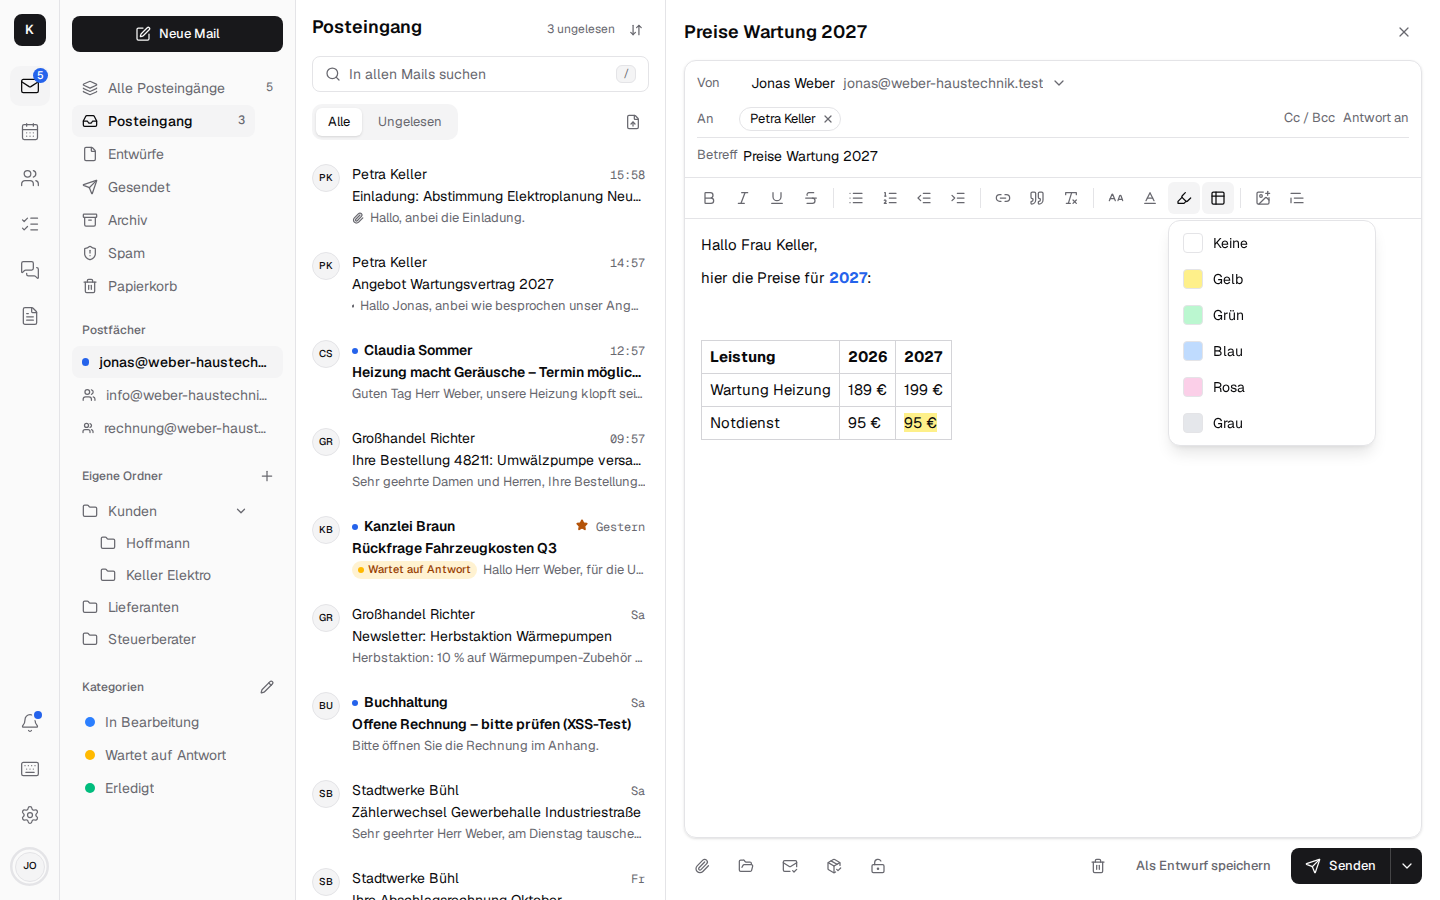 K
5
Neue Mail
Alle Posteingänge 5
Posteingang 3
Entwürfe
Gesendet
Archiv
Spam
Papierkorb
Postfächer
jonas@weber-haustech...
info@weber-haustechni...
rechnung@weber-haust...
Eigene Ordner
Kunden
Hoffmann
Keller Elektro
Lieferanten
Steuerberater
Kategorien
In Bearbeitung
Wartet auf Antwort
Erledigt
JO
Posteingang 3 ungelesen
In allen Mails suchen /
Alle Ungelesen
PK Petra Keller 15:58
Einladung: Abstimmung Elektroplanung Neu...
Hallo, anbei die Einladung.
PK Petra Keller 14:57
Angebot Wartungsvertrag 2027
Hallo Jonas, anbei wie besprochen unser Ang...
CS Claudia Sommer 12:57
Heizung macht Geräusche – Termin möglic...
Guten Tag Herr Weber, unsere Heizung klopft sei...
GR Großhandel Richter 09:57
Ihre Bestellung 48211: Umwälzpumpe versa...
Sehr geehrte Damen und Herren, Ihre Bestellung...
KB Kanzlei Braun Gestern
Rückfrage Fahrzeugkosten Q3
Wartet auf Antwort Hallo Herr Weber, für die U...
GR Großhandel Richter Sa
Newsletter: Herbstaktion Wärmepumpen
Herbstaktion: 10 % auf Wärmepumpen-Zubehör ...
BU Buchhaltung Sa
Offene Rechnung – bitte prüfen (XSS-Test)
Bitte öffnen Sie die Rechnung im Anhang.
SB Stadtwerke Bühl Sa
Zählerwechsel Gewerbehalle Industriestraße
Sehr geehrter Herr Weber, am Dienstag tausche...
SB Stadtwerke Bühl Fr
Ihre Abschlagsrechnung Oktober
Preise Wartung 2027
Von Jonas Weber jonas@weber-haustechnik.test
An Petra Keller Cc / Bcc Antwort an
Betreff Preise Wartung 2027
Hallo Frau Keller,
hier die Preise für 2027:
Leistung 2026 2027
Wartung Heizung 189 € 199 €
Notdienst 95 € 95 €
Keine
Gelb
Grün
Blau
Rosa
Grau
Als Entwurf speichern Senden